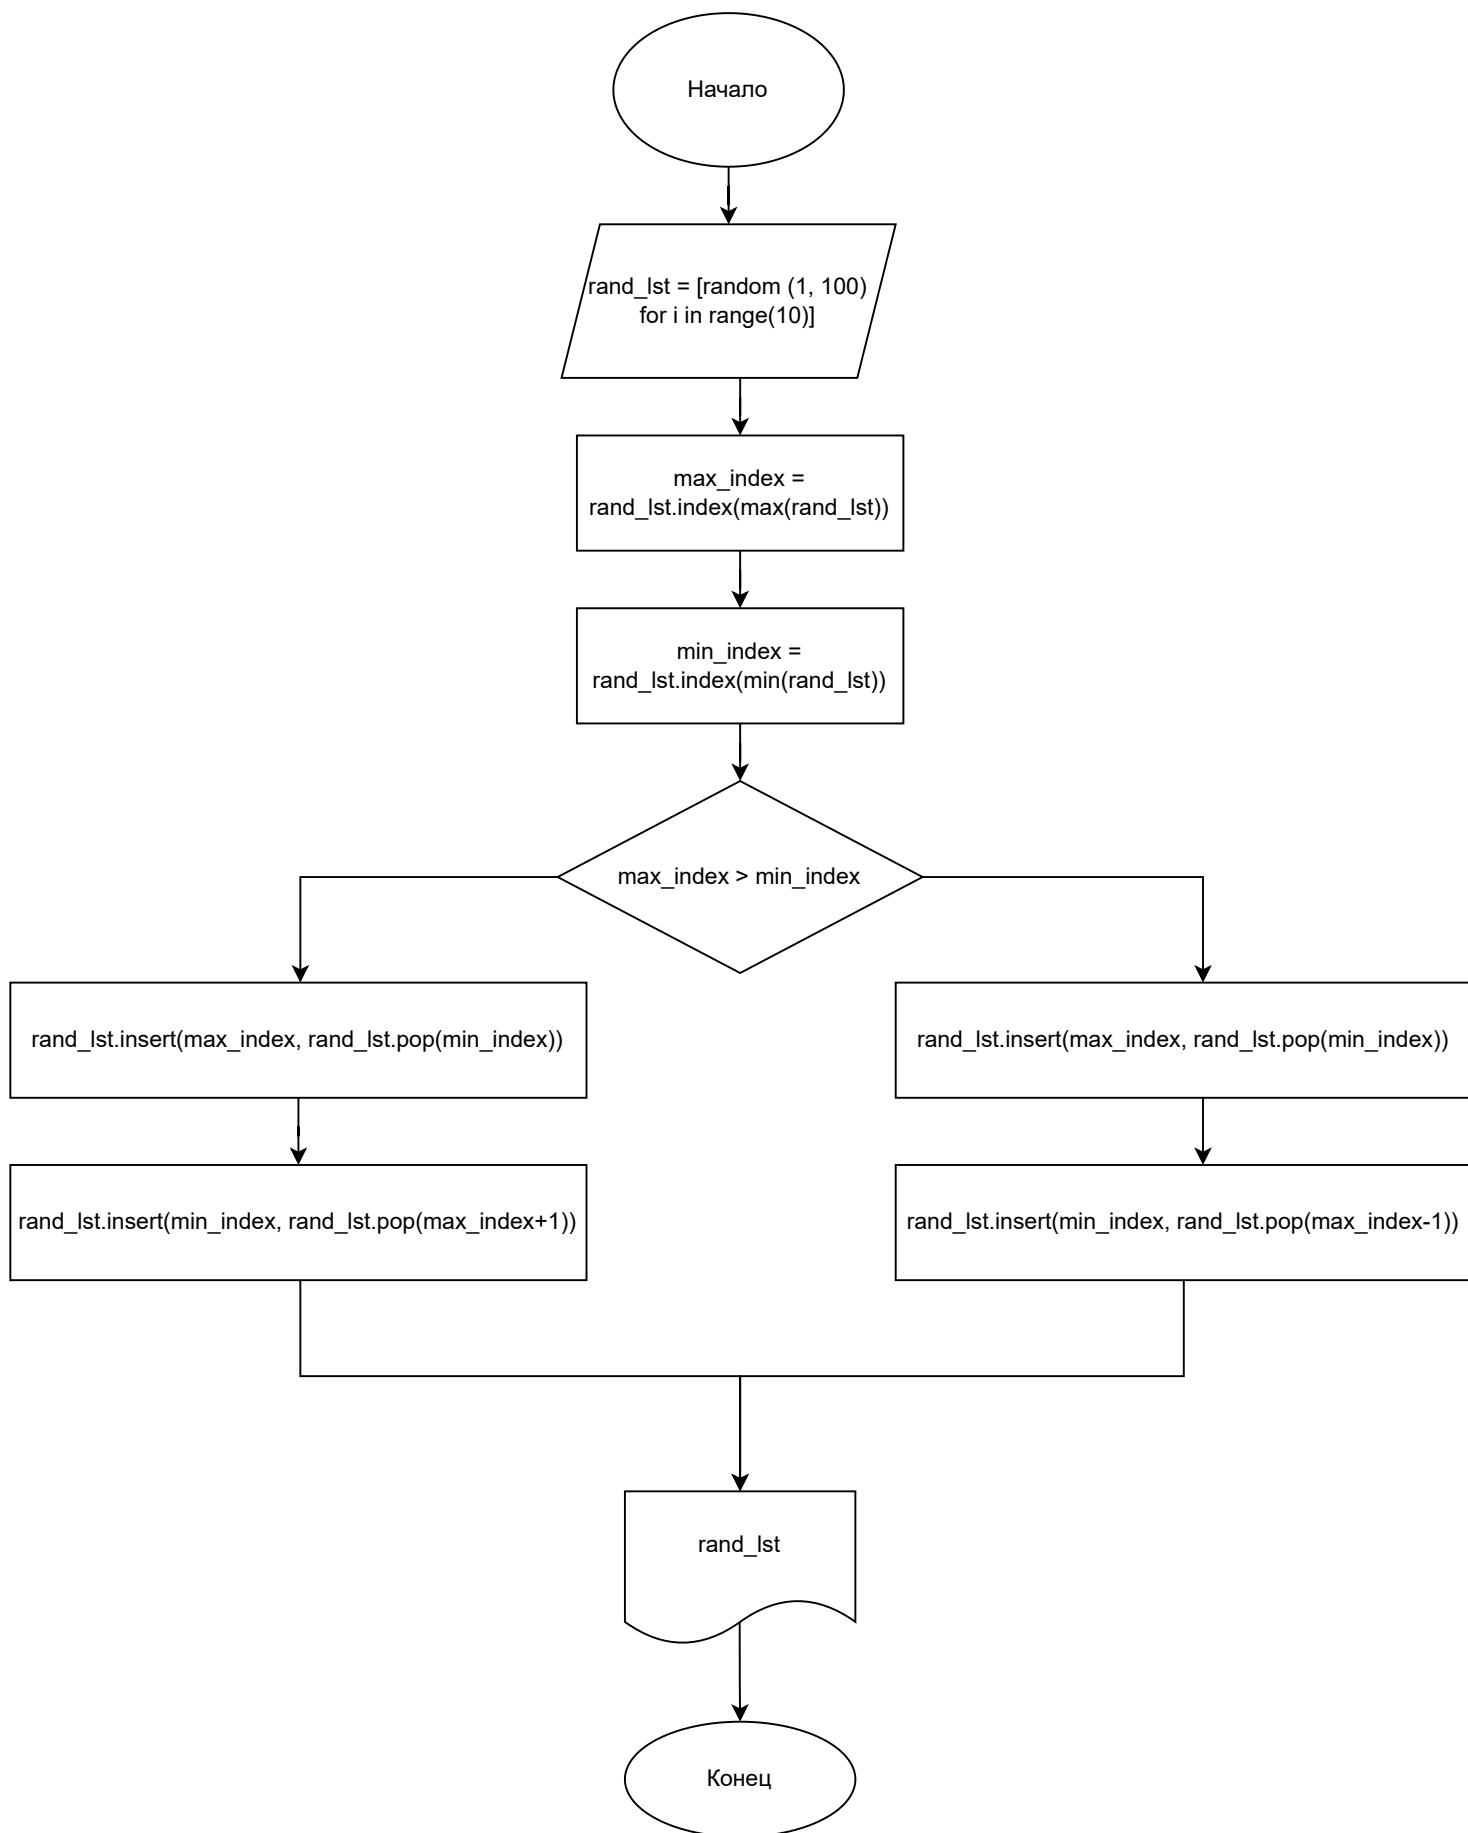 Начало
rand_lst = [random (1, 100)
for i in range(10)]
max_index =
rand_lst.index(max(rand_lst))
min_index =
rand_lst.index(min(rand_lst))
max_index > min_index
rand_lst.insert(max_index, rand_lst.pop(min_index))
rand_lst.insert(max_index, rand_lst.pop(min_index))
rand_lst.insert(min_index, rand_lst.pop(max_index+1))
rand_lst.insert(min_index, rand_lst.pop(max_index-1))
rand_lst
Конец